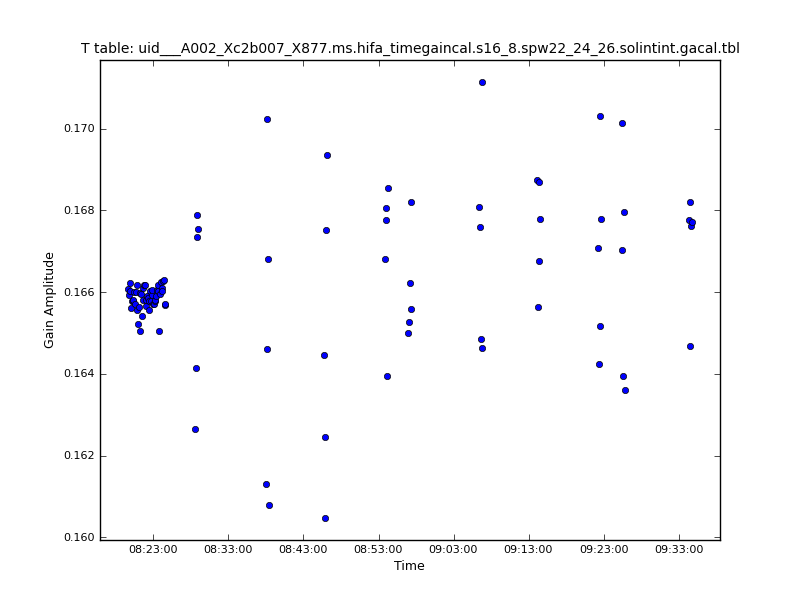 T table: uid___A002_Xc2b007_X877.ms.hifa_timegaincal.s16_8.spw22_24_26.solintint.gacal.tbl
0.170
0.168
0.166
0.164
0.162
0.160
Gain Amplitude
08:23:00 08:33:00 08:43:00 08:53:00 09:03:00 09:13:00 09:23:00 09:33:00
Time